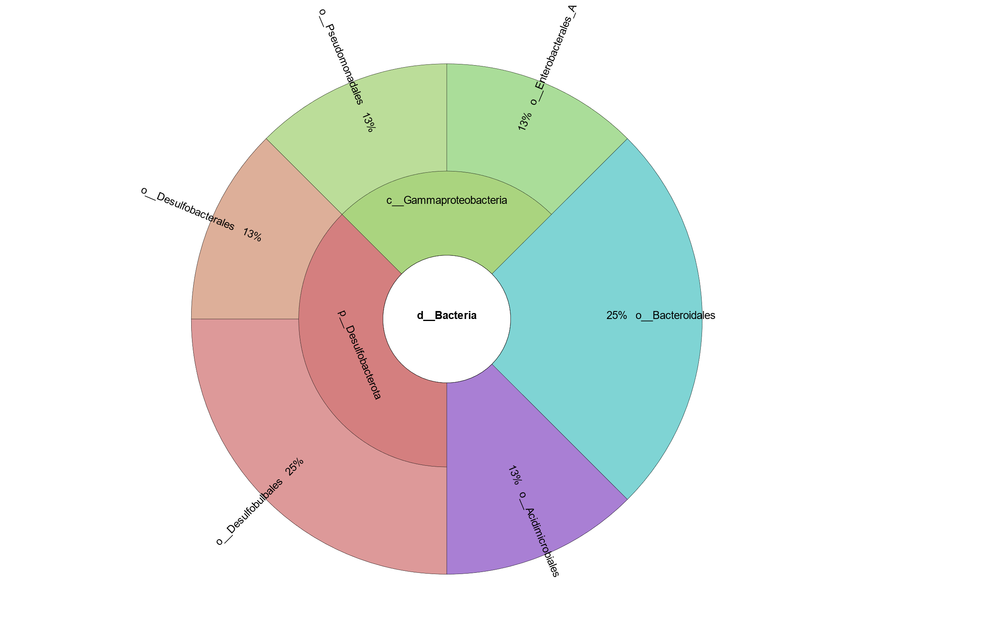 o__Pseudomonadales 13%
13% o__Enterobacterales_A
o__Desulfobacterales 13%
c__Gammaproteobacteria
d__Bacteria
25% o__Bacteroidales
p__Desulfobacterota
o__Desulfobulbales 25%
13% o__Acidimicrobiales